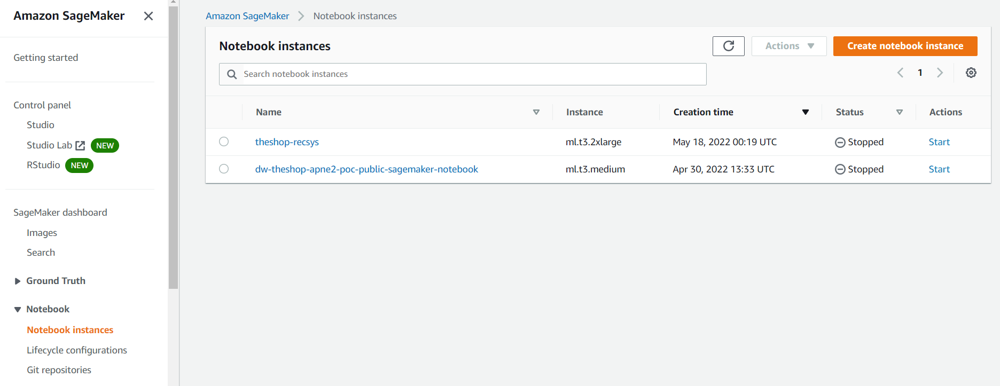 Amazon SageMaker
Getting started
Control panel
Studio
Studio Lab NEW
RStudio NEW
SageMaker dashboard
Images
Search
Ground Truth
Notebook
Notebook instances
Lifecycle configurations
Git repositories
Amazon SageMaker Notebook instances
Notebook instances
Actions
Create notebook instance
Search notebook instances
1
Name Instance Creation time Status Actions
theshop-recsys ml.t3.2xlarge May 18, 2022 00:19 UTC Stopped Start
dw-theshop-apne2-poc-public-sagemaker-notebook ml.t3.medium Apr 30, 2022 13:33 UTC Stopped Start